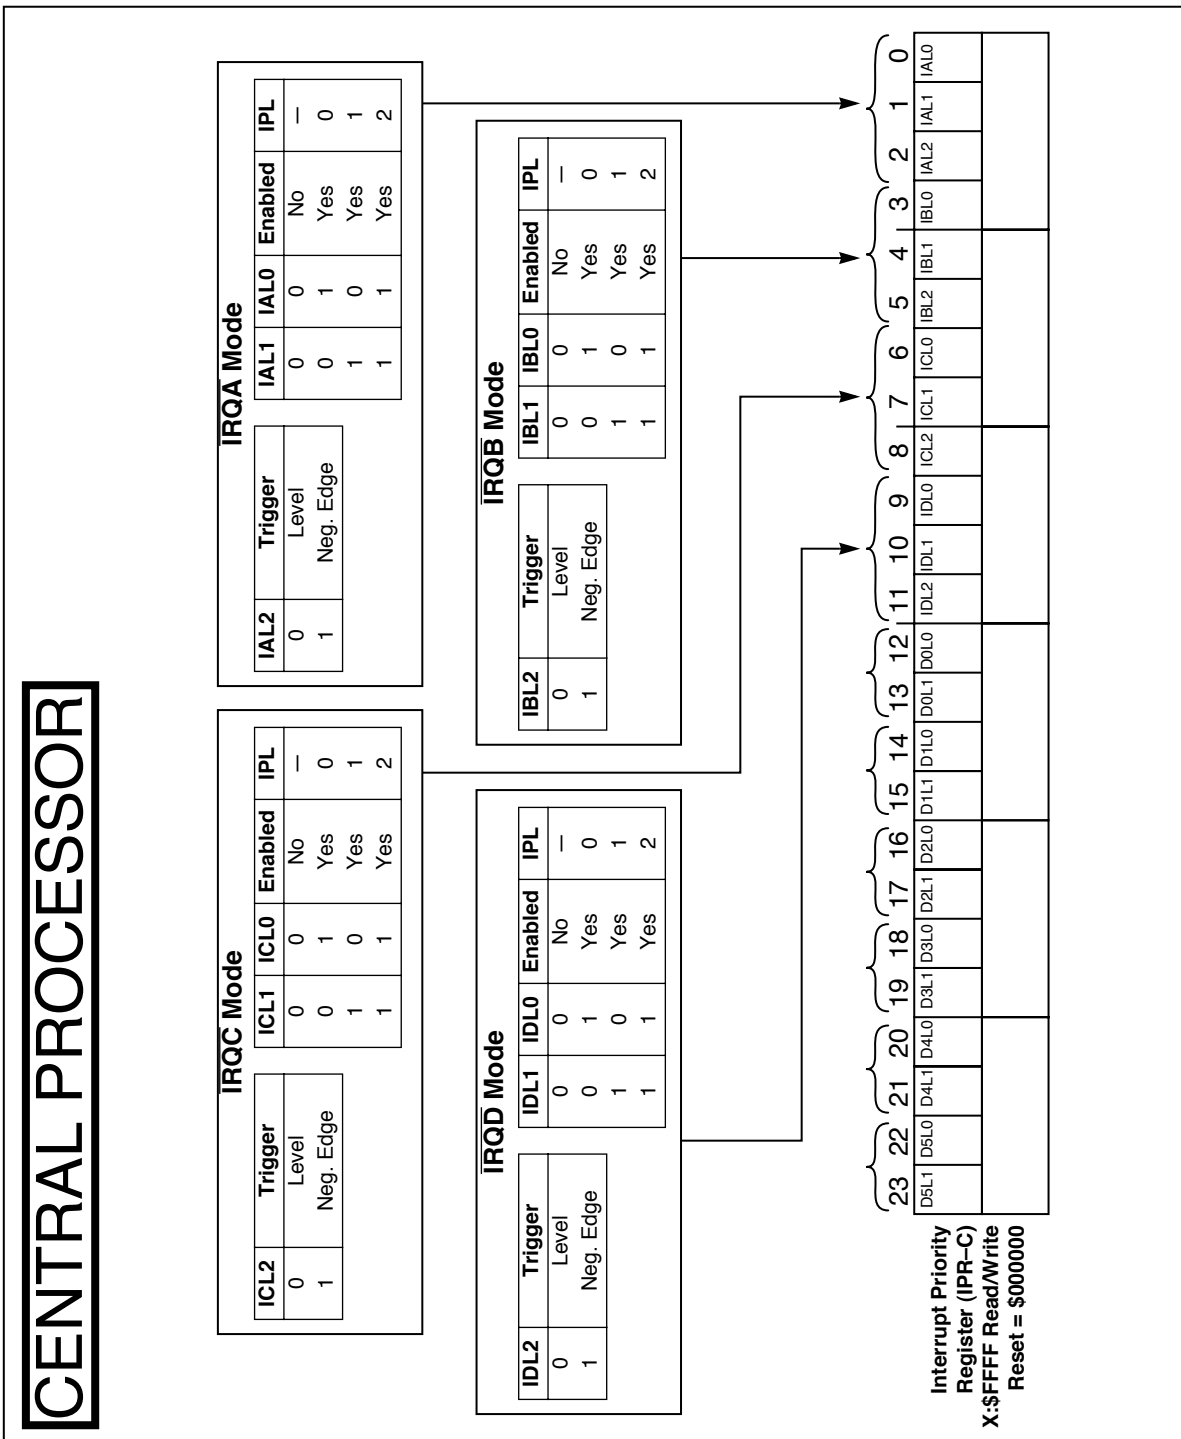 CENTRAL PROCESSOR
IRQC Mode
ICL2 Trigger
0 Level
1 Neg. Edge
ICL1 ICL0 Enabled IPL
0 0 No —
0 1 Yes 0
1 0 Yes 1
1 1 Yes 2
IRQA Mode
IAL2 Trigger
0 Level
1 Neg. Edge
IAL1 IAL0 Enabled IPL
0 0 No —
0 1 Yes 0
1 0 Yes 1
1 1 Yes 2
IRQD Mode
IDL2 Trigger
0 Level
1 Neg. Edge
IDL1 IDL0 Enabled IPL
0 0 No —
0 1 Yes 0
1 0 Yes 1
1 1 Yes 2
IRQB Mode
IBL2 Trigger
0 Level
1 Neg. Edge
IBL1 IBL0 Enabled IPL
0 0 No —
0 1 Yes 0
1 0 Yes 1
1 1 Yes 2
23 22 21 20 19 18 17 16 15 14 13 12 11 10 9 8 7 6 5 4 3 2 1 0
D5L1 D5L0 D4L1 D4L0 D3L1 D3L0 D2L1 D2L0 D1L1 D1L0 D0L1 D0L0 IDL2 IDL1 IDL0 ICL2 ICL1 ICL0 IBL2 IBL1 IBL0 IAL2 IAL1 IAL0
Interrupt Priority
Register (IPR–C)
X:$FFFF Read/Write
Reset = $000000